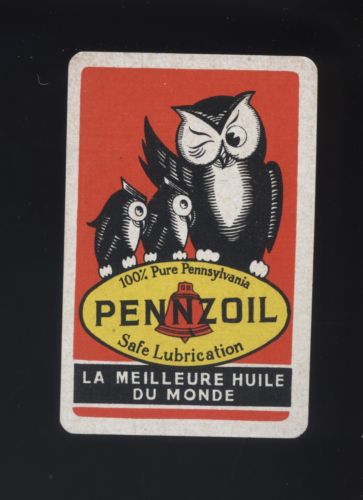 100% Pure Pennsylvania
PENNZOIL
Safe Lubrication
LA MEILLEURE HUILE
DU MONDE